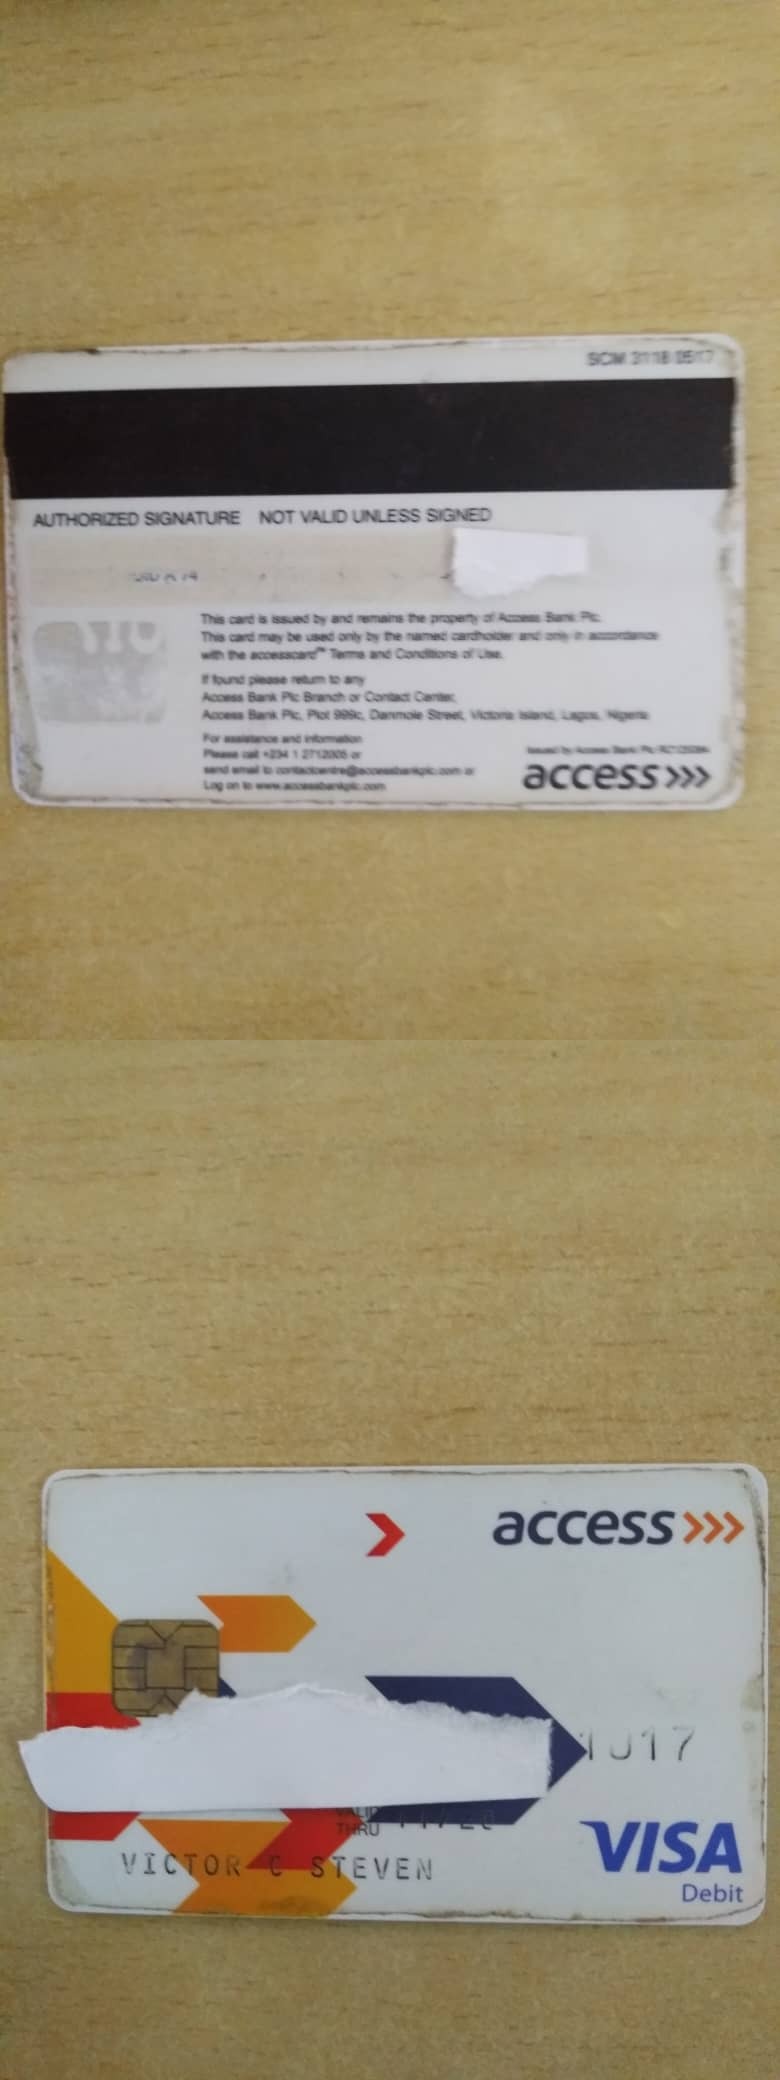 SCM 3118 0517
AUTHORIZED SIGNATURE NOT VALID UNLESS SIGNED
This card is issued by and remains the property of Access Bank Plc.
This card may be used only by the named cardholder and only in accordance
with the accesscard™ Terms and Conditions of Use.
If found please return to any
Access Bank Plc Branch or Contact Center,
Access Bank Plc, Plot 999c, Danmole Street, Victoria Island, Lagos, Nigeria
For assistance and information
Please call +234 1 2712005 or
send email to contactcentre@accessbankplc.com or
Log on to www.accessbankplc.com
Issued by Access Bank Plc
access
access
VALID
THRU
VICTOR C STEVEN
VISA
Debit